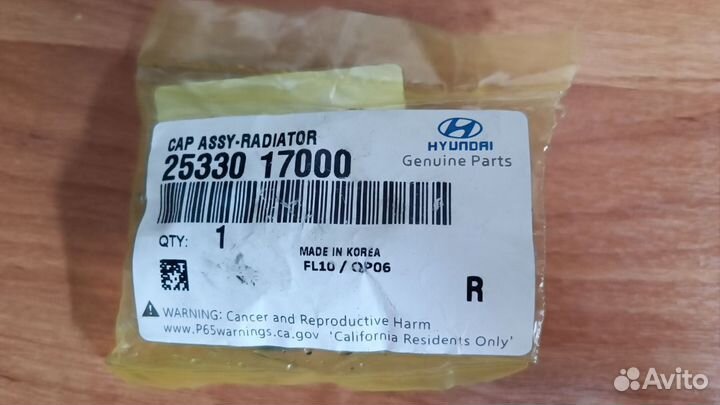 CAP ASSY-RADIATOR
25330 17000
HYUNDAI
Genuine Parts
QTY: 1
MADE IN KOREA
FL10 / QP06
R
WARNING: Cancer and Reproductive Harm
www.P65warnings.ca.gov 'California Residents Only'
Avito